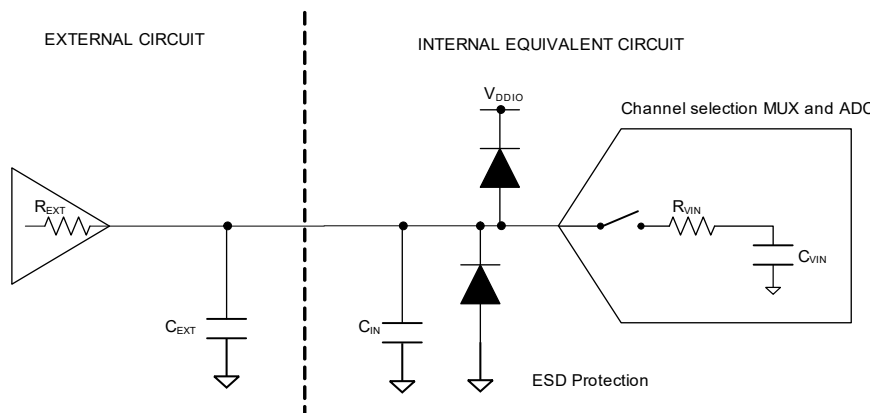 EXTERNAL CIRCUIT
INTERNAL EQUIVALENT CIRCUIT
VDDIO
Channel selection MUX and ADC
REXT
RVIN
CVIN
CEXT
CIN
ESD Protection